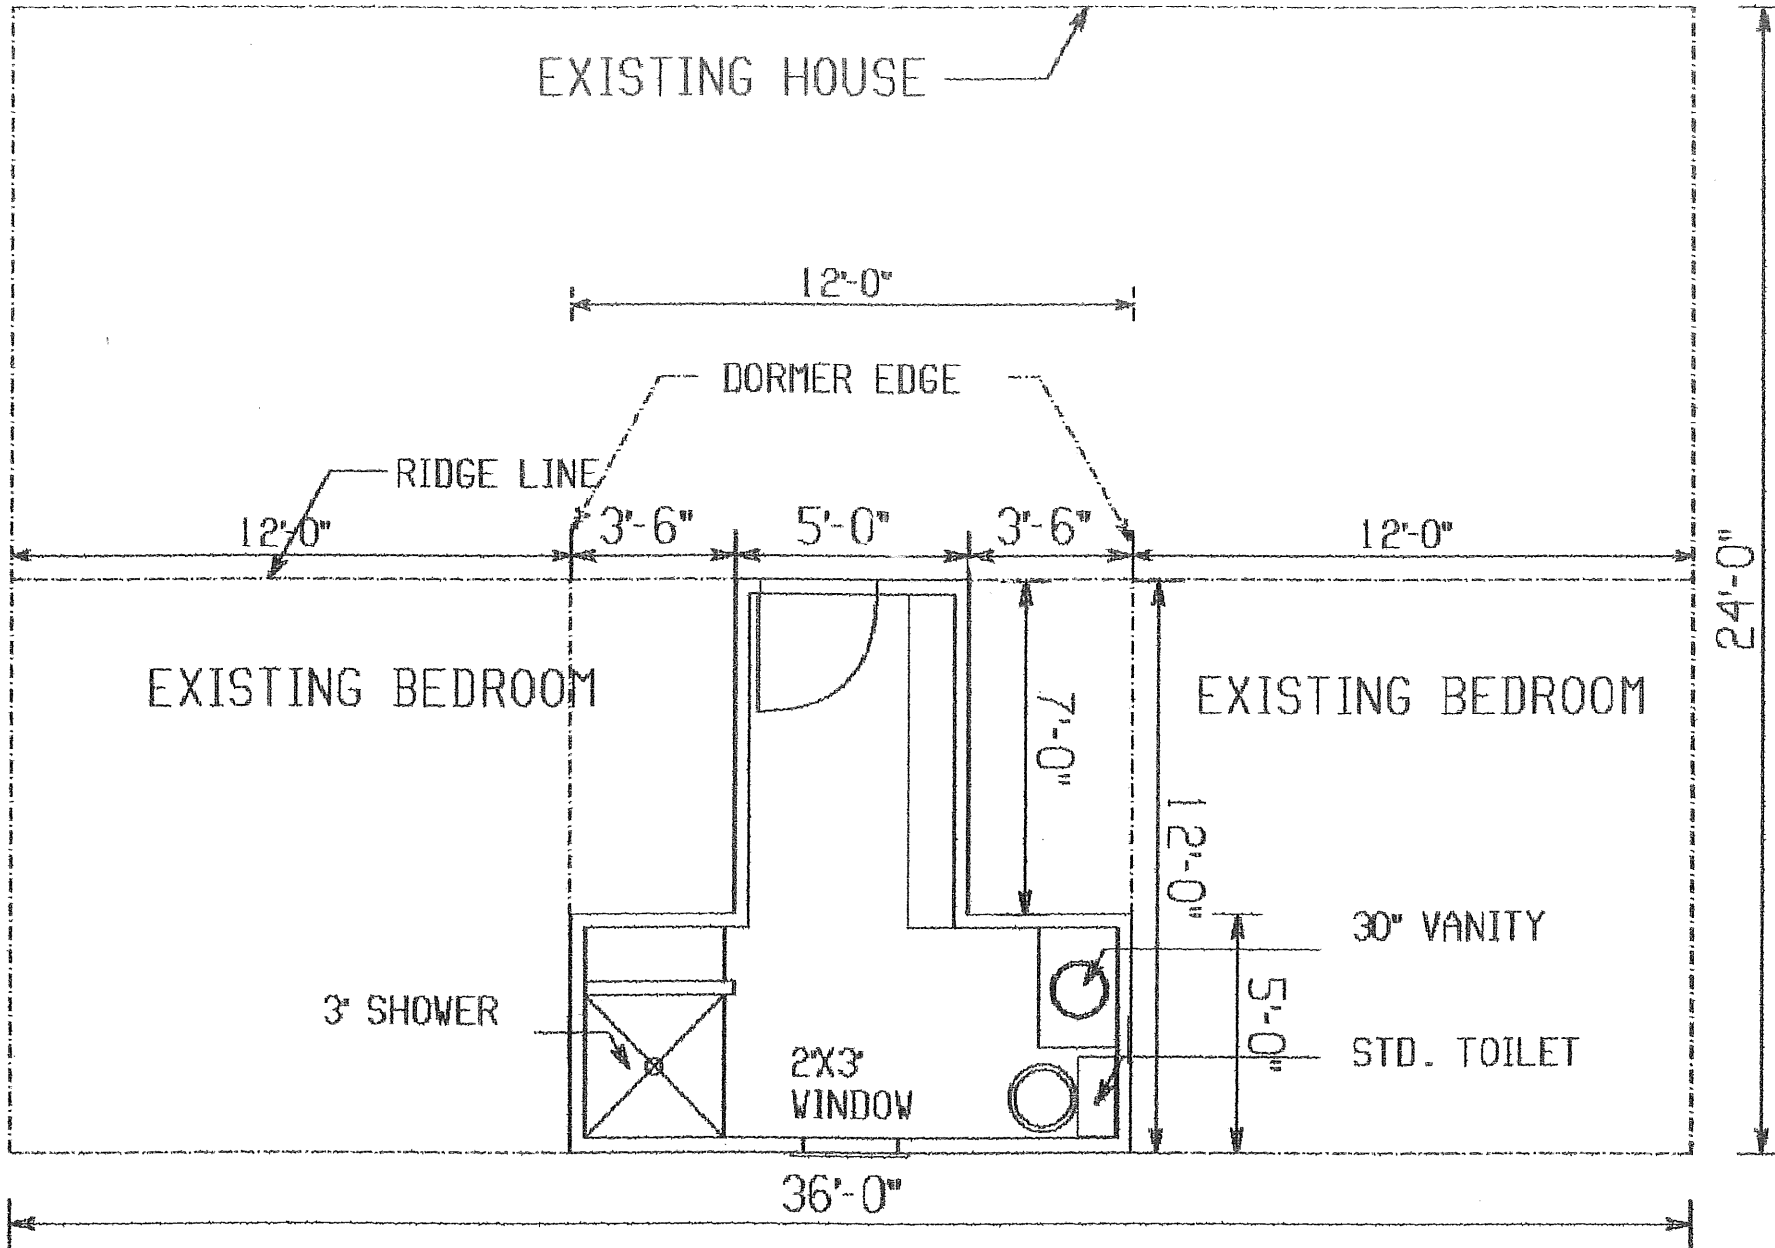 EXISTING HOUSE
12'-0"
DORMER EDGE
RIDGE LINE
12'-0"
3'-6"
5'-0"
3'-6"
12'-0"
24'-0"
EXISTING BEDROOM
7'-0"
EXISTING BEDROOM
12'-0"
30" VANITY
3' SHOWER
5'-0"
2'X3'
WINDOW
STD. TOILET
36'-0"